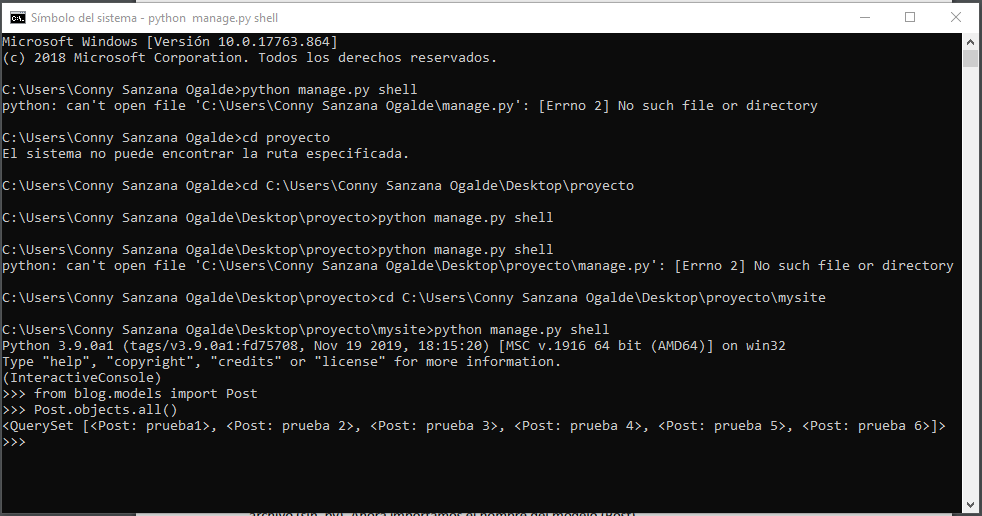 Símbolo del sistema - python  manage.py shell
Microsoft Windows [Versión 10.0.17763.864]
(c) 2018 Microsoft Corporation. Todos los derechos reservados.
C:\Users\Conny Sanzana Ogalde>python manage.py shell
python: can't open file 'C:\Users\Conny Sanzana Ogalde\manage.py': [Errno 2] No such file or directory
C:\Users\Conny Sanzana Ogalde>cd proyecto
El sistema no puede encontrar la ruta especificada.
C:\Users\Conny Sanzana Ogalde>cd C:\Users\Conny Sanzana Ogalde\Desktop\proyecto
C:\Users\Conny Sanzana Ogalde\Desktop\proyecto>python manage.py shell
C:\Users\Conny Sanzana Ogalde\Desktop\proyecto>python manage.py shell
python: can't open file 'C:\Users\Conny Sanzana Ogalde\Desktop\proyecto\manage.py': [Errno 2] No such file or directory
C:\Users\Conny Sanzana Ogalde\Desktop\proyecto>cd C:\Users\Conny Sanzana Ogalde\Desktop\proyecto\mysite
C:\Users\Conny Sanzana Ogalde\Desktop\proyecto\mysite>python manage.py shell
Python 3.9.0a1 (tags/v3.9.0a1:fd75708, Nov 19 2019, 18:15:20) [MSC v.1916 64 bit (AMD64)] on win32
Type "help", "copyright", "credits" or "license" for more information.
(InteractiveConsole)
>>> from blog.models import Post
>>> Post.objects.all()
<QuerySet [<Post: prueba1>, <Post: prueba 2>, <Post: prueba 3>, <Post: prueba 4>, <Post: prueba 5>, <Post: prueba 6>]>
>>>